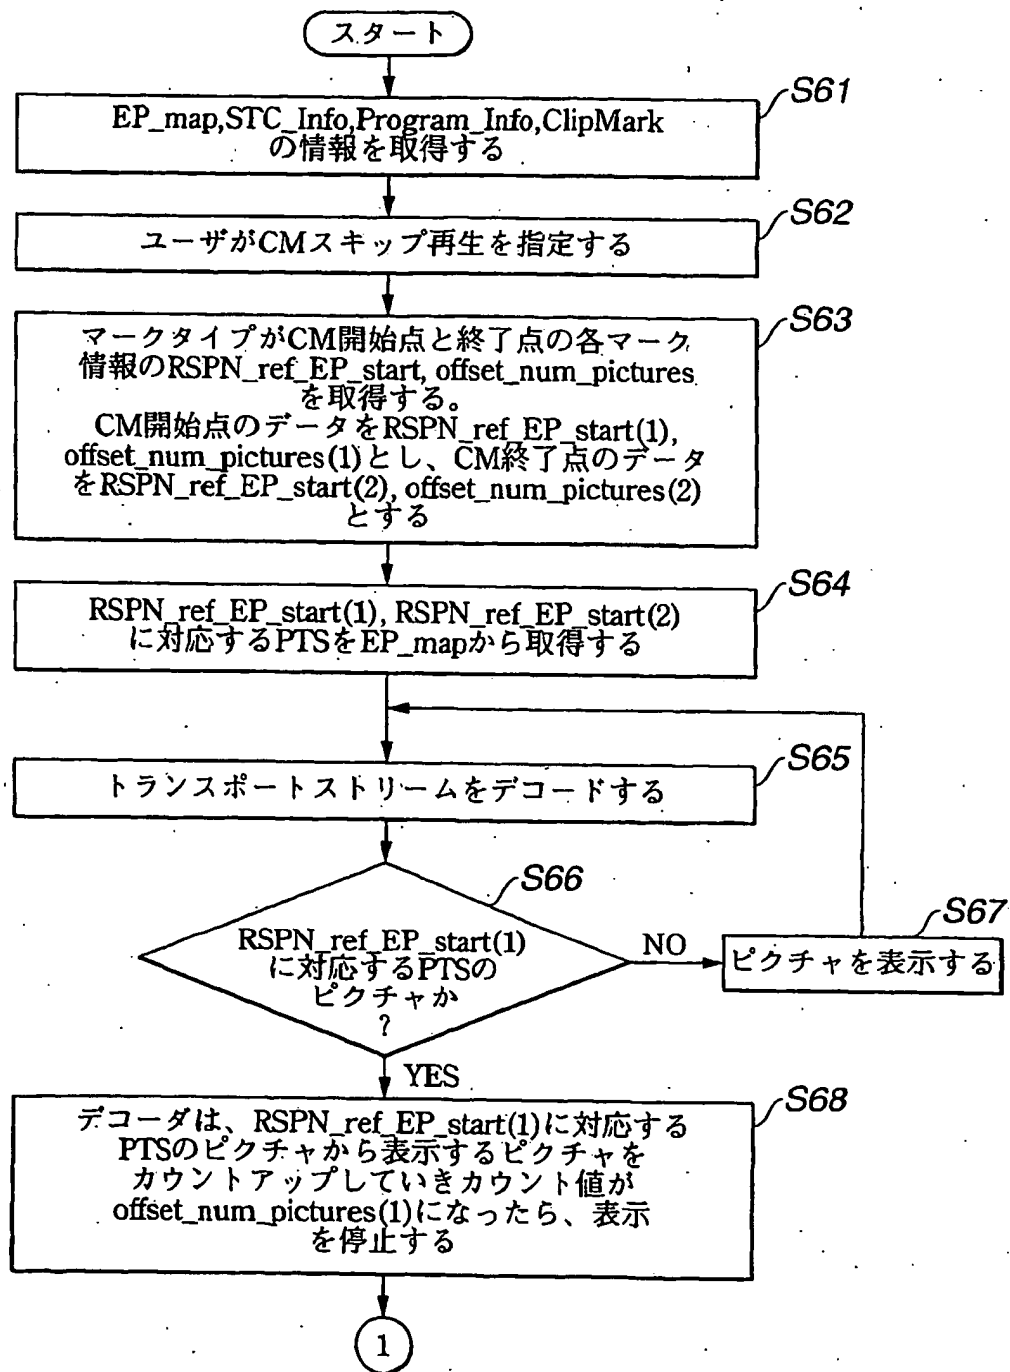 スタート
S61
EP_map,STC_Info,Program_Info,ClipMark
の情報を取得する
S62
ユーザがCMスキップ再生を指定する
S63
マークタイプがCM開始点と終了点の各マーク
情報のRSPN_ref_EP_start, offset_num_pictures
を取得する。
CM開始点のデータをRSPN_ref_EP_start(1),
offset_num_pictures(1)とし、CM終了点のデータ
をRSPN_ref_EP_start(2), offset_num_pictures(2)
とする
S64
RSPN_ref_EP_start(1), RSPN_ref_EP_start(2)
に対応するPTSをEP_mapから取得する
S65
トランスポートストリームをデコードする
S66
RSPN_ref_EP_start(1)
に対応するPTSの
ピクチャか
?
NO
S67
ピクチャを表示する
YES
S68
デコーダは、RSPN_ref_EP_start(1)に対応する
PTSのピクチャから表示するピクチャを
カウントアップしていきカウント値が
offset_num_pictures(1)になったら、表示
を停止する
1